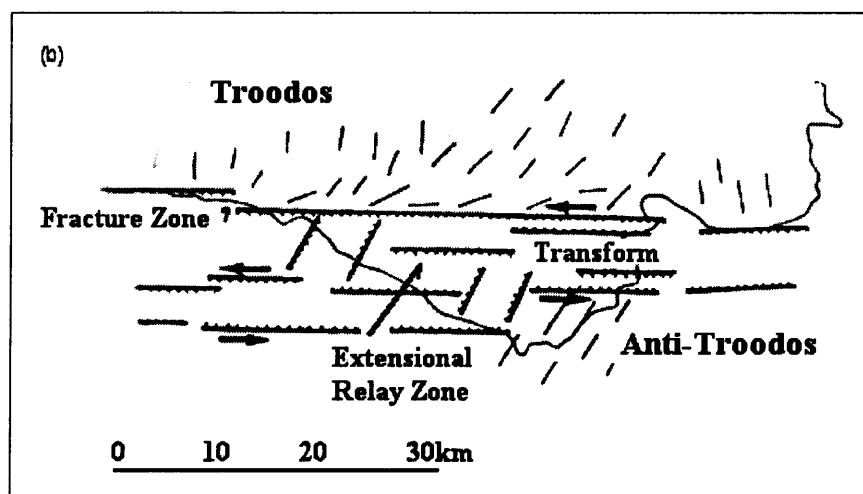 (b)
Troodos
Fracture Zone ?
Transform
Extensional
Relay Zone
Anti-Troodos
0 10 20 30km